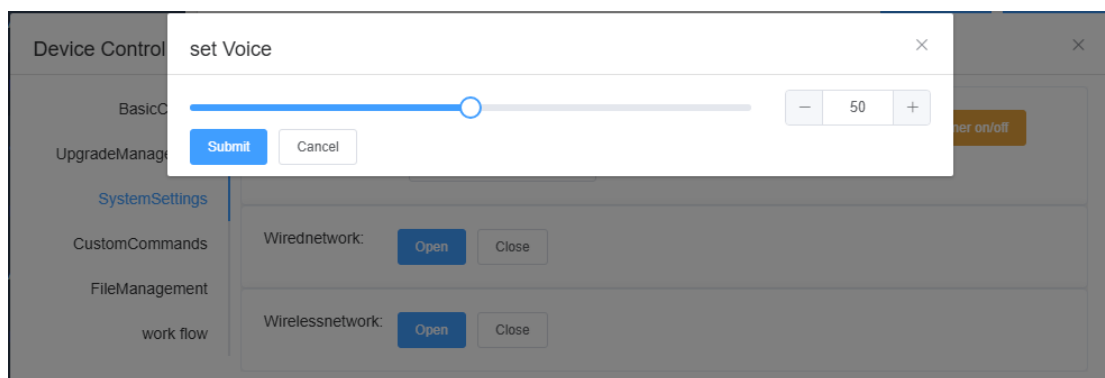 Device Control
set Voice
BasicC
50
Submit
Cancel
ner on/off
UpgradeManage
SystemSettings
Wirednetwork:
Open
Close
CustomCommands
FileManagement
Wirelessnetwork:
Open
Close
work flow